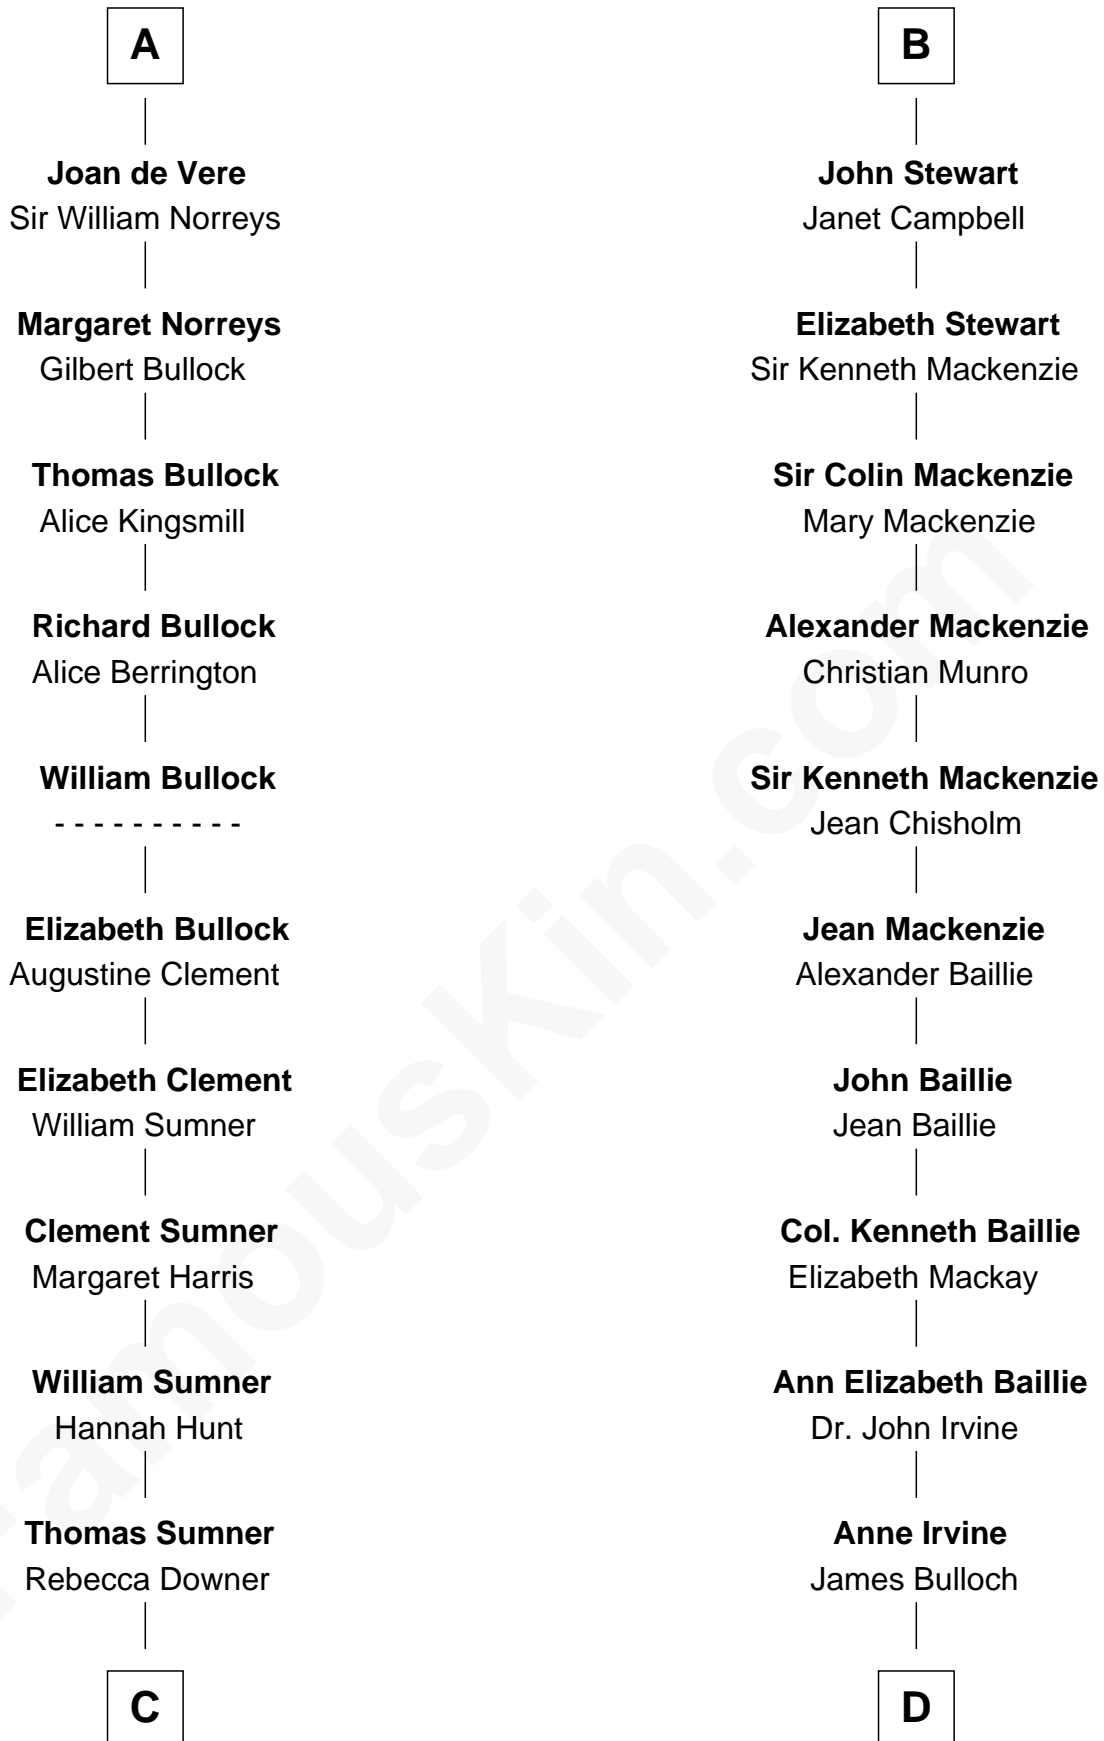 A
Joan de Vere
Sir William Norreys
Margaret Norreys
Gilbert Bullock
Thomas Bullock
Alice Kingsmill
Richard Bullock
Alice Berrington
William Bullock
- - - - - - - - - -
Elizabeth Bullock
Augustine Clement
Elizabeth Clement
William Sumner
Clement Sumner
Margaret Harris
William Sumner
Hannah Hunt
Thomas Sumner
Rebecca Downer
C
B
John Stewart
Janet Campbell
Elizabeth Stewart
Sir Kenneth Mackenzie
Sir Colin Mackenzie
Mary Mackenzie
Alexander Mackenzie
Christian Munro
Sir Kenneth Mackenzie
Jean Chisholm
Jean Mackenzie
Alexander Baillie
John Baillie
Jean Baillie
Col. Kenneth Baillie
Elizabeth Mackay
Ann Elizabeth Baillie
Dr. John Irvine
Anne Irvine
James Bulloch
D
FamousKin.com